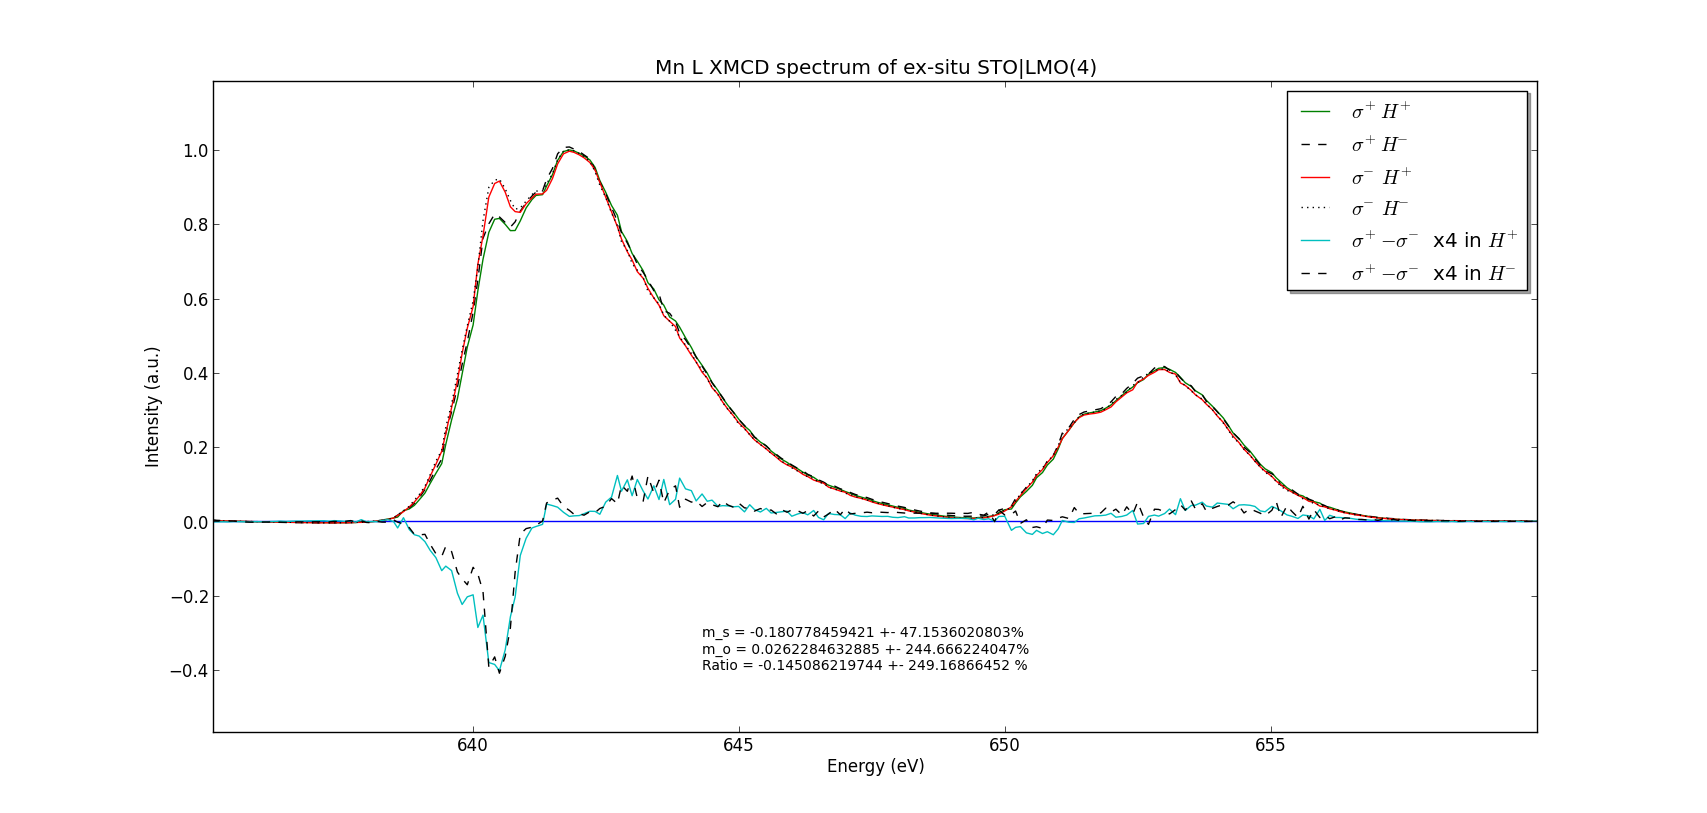 Mn L XMCD spectrum of ex-situ STO|LMO(4)
σ⁺ H⁺
σ⁺ H⁻
σ⁻ H⁺
σ⁻ H⁻
σ⁺ −σ⁻ x4 in H⁺
σ⁺ −σ⁻ x4 in H⁻
1.0
0.8
0.6
0.4
0.2
0.0
−0.2
−0.4
Intensity (a.u.)
m_s = -0.180778459421 +- 47.1536020803%
m_o = 0.0262284632885 +- 244.666224047%
Ratio = -0.145086219744 +- 249.16866452 %
640 645 650 655
Energy (eV)